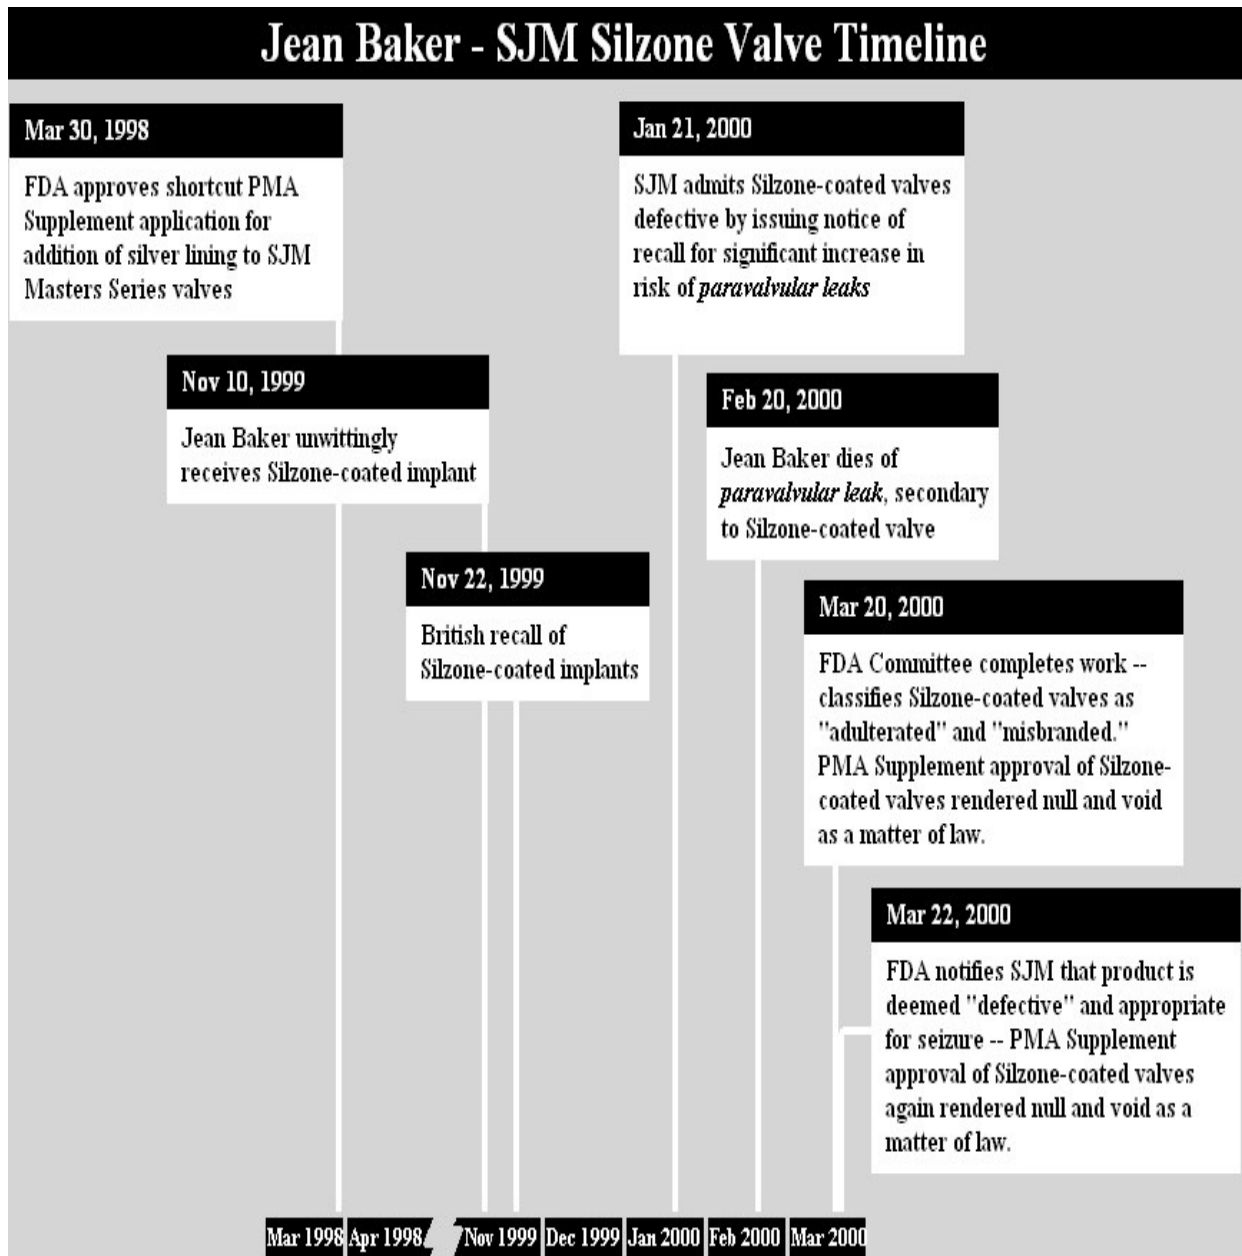 Jean Baker - SJM Silzone Valve Timeline
Mar 30, 1998
FDA approves shortcut PMA
Supplement application for
addition of silver lining to SJM
Masters Series valves
Nov 10, 1999
Jean Baker unwittingly
receives Silzone-coated implant
Nov 22, 1999
British recall of
Silzone-coated implants
Jan 21, 2000
SJM admits Silzone-coated valves
defective by issuing notice of
recall for significant increase in
risk of paravalvular leaks
Feb 20, 2000
Jean Baker dies of
paravalvular leak, secondary
to Silzone-coated valve
Mar 20, 2000
FDA Committee completes work --
classifies Silzone-coated valves as
"adulterated" and "misbranded."
PMA Supplement approval of Silzone-
coated valves rendered null and void
as a matter of law.
Mar 22, 2000
FDA notifies SJM that product is
deemed "defective" and appropriate
for seizure -- PMA Supplement
approval of Silzone-coated valves
again rendered null and void as a
matter of law.
Mar 1998 Apr 1998 Nov 1999 Dec 1999 Jan 2000 Feb 2000 Mar 2000